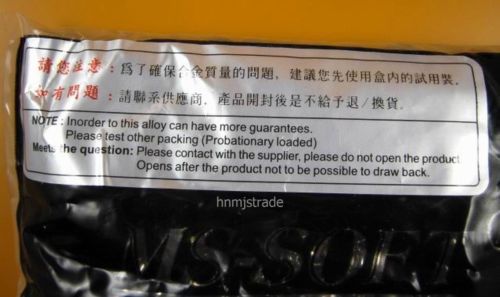 請您注意：為了確保合金質量的問題，建議您先使用盒內的試用裝。
如有問題：請聯系供應商，產品開封後是不給予退/換貨.
NOTE : Inorder to this alloy can have more guarantees.
Please test other packing (Probationary loaded)
Meets the question: Please contact with the supplier, please do not open the product
Opens after the product not to be possible to draw back.
hnmjstrade
MS-SOFT